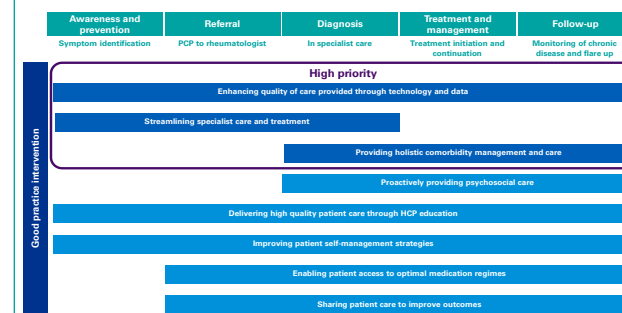 Awareness and prevention
Referral
Diagnosis
Treatment and management
Follow-up
Symptom identification
PCP to rheumatologist
In specialist care
Treatment initiation and continuation
Monitoring of chronic disease and flare up
Good practice intervention
High priority
Enhancing quality of care provided through technology and data
Streamlining specialist care and treatment
Providing holistic comorbidity management and care
Proactively providing psychosocial care
Delivering high quality patient care through HCP education
Improving patient self-management strategies
Enabling patient access to optimal medication regimes
Sharing patient care to improve outcomes